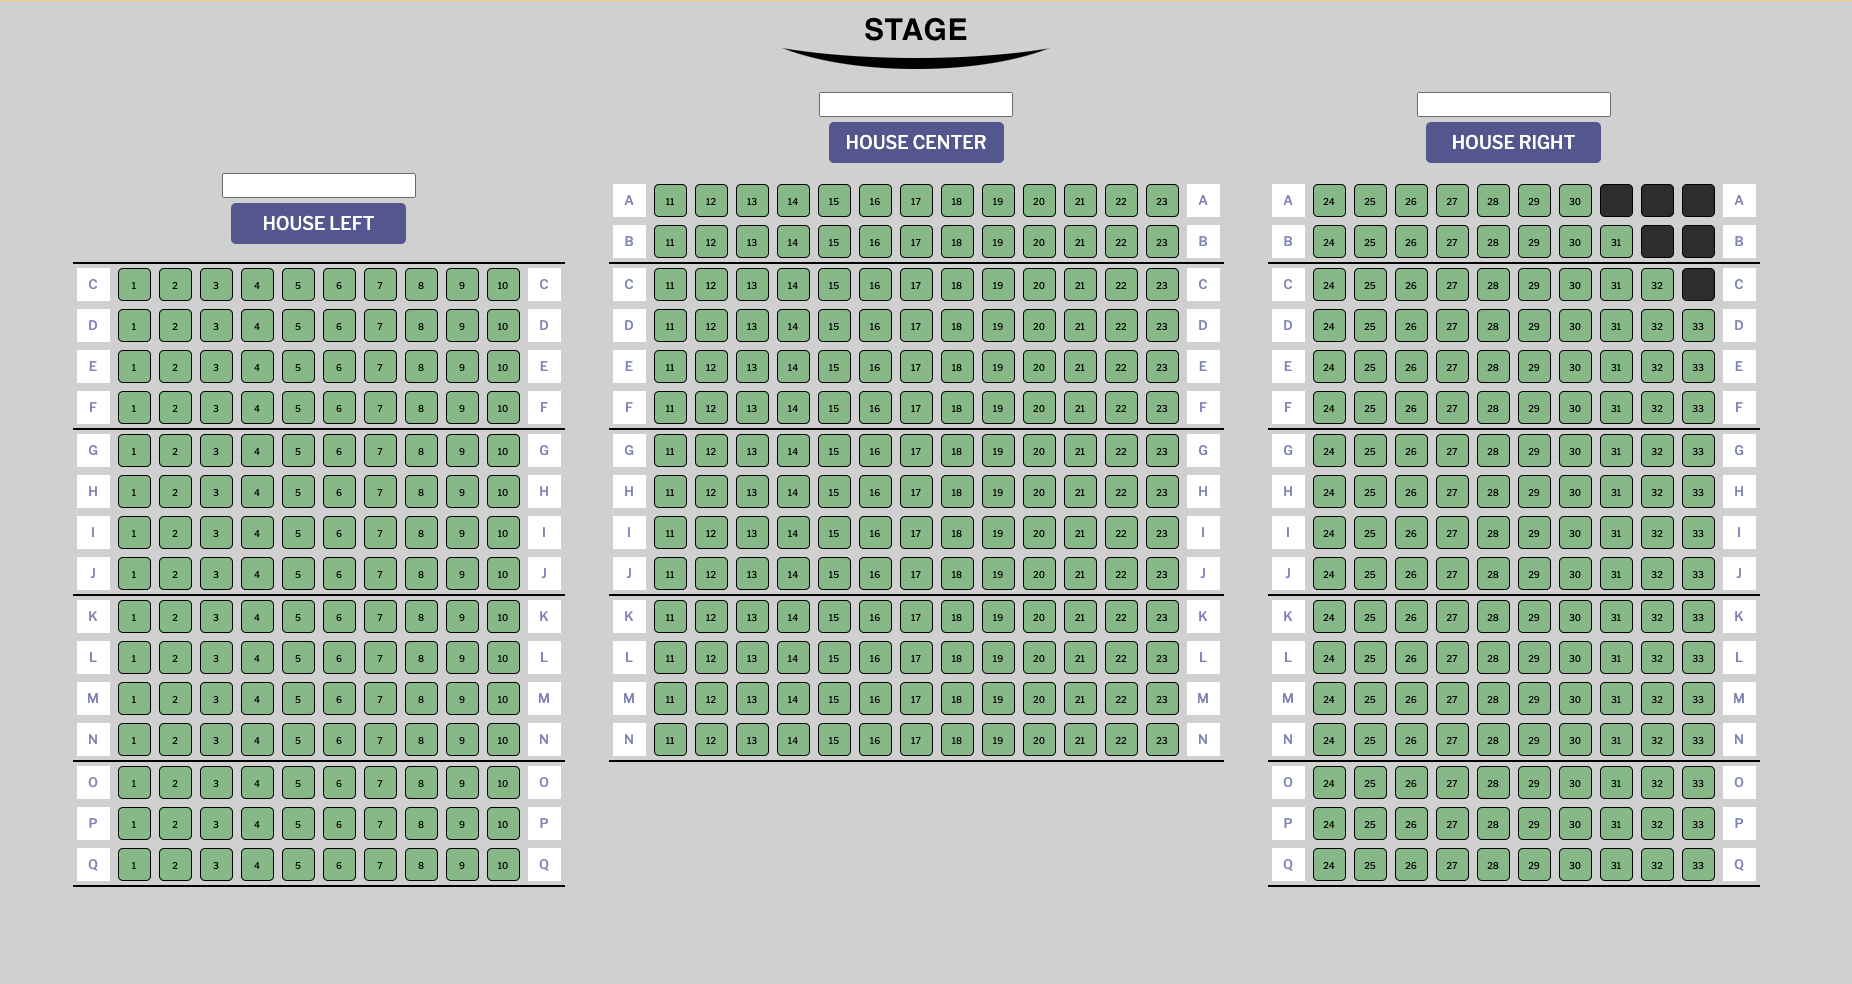 STAGE
HOUSE CENTER
HOUSE RIGHT
HOUSE LEFT
A 11 12 13 14 15 16 17 18 19 20 21 22 23 A A 24 25 26 27 28 29 30 A
B 11 12 13 14 15 16 17 18 19 20 21 22 23 B B 24 25 26 27 28 29 30 31 B
C 1 2 3 4 5 6 7 8 9 10 C C 11 12 13 14 15 16 17 18 19 20 21 22 23 C C 24 25 26 27 28 29 30 31 32 C
D 1 2 3 4 5 6 7 8 9 10 D D 11 12 13 14 15 16 17 18 19 20 21 22 23 D D 24 25 26 27 28 29 30 31 32 33 D
E 1 2 3 4 5 6 7 8 9 10 E E 11 12 13 14 15 16 17 18 19 20 21 22 23 E E 24 25 26 27 28 29 30 31 32 33 E
F 1 2 3 4 5 6 7 8 9 10 F F 11 12 13 14 15 16 17 18 19 20 21 22 23 F F 24 25 26 27 28 29 30 31 32 33 F
G 1 2 3 4 5 6 7 8 9 10 G G 11 12 13 14 15 16 17 18 19 20 21 22 23 G G 24 25 26 27 28 29 30 31 32 33 G
H 1 2 3 4 5 6 7 8 9 10 H H 11 12 13 14 15 16 17 18 19 20 21 22 23 H H 24 25 26 27 28 29 30 31 32 33 H
I 1 2 3 4 5 6 7 8 9 10 I I 11 12 13 14 15 16 17 18 19 20 21 22 23 I I 24 25 26 27 28 29 30 31 32 33 I
J 1 2 3 4 5 6 7 8 9 10 J J 11 12 13 14 15 16 17 18 19 20 21 22 23 J J 24 25 26 27 28 29 30 31 32 33 J
K 1 2 3 4 5 6 7 8 9 10 K K 11 12 13 14 15 16 17 18 19 20 21 22 23 K K 24 25 26 27 28 29 30 31 32 33 K
L 1 2 3 4 5 6 7 8 9 10 L L 11 12 13 14 15 16 17 18 19 20 21 22 23 L L 24 25 26 27 28 29 30 31 32 33 L
M 1 2 3 4 5 6 7 8 9 10 M M 11 12 13 14 15 16 17 18 19 20 21 22 23 M M 24 25 26 27 28 29 30 31 32 33 M
N 1 2 3 4 5 6 7 8 9 10 N N 11 12 13 14 15 16 17 18 19 20 21 22 23 N N 24 25 26 27 28 29 30 31 32 33 N
O 1 2 3 4 5 6 7 8 9 10 O O 24 25 26 27 28 29 30 31 32 33 O
P 1 2 3 4 5 6 7 8 9 10 P P 24 25 26 27 28 29 30 31 32 33 P
Q 1 2 3 4 5 6 7 8 9 10 Q Q 24 25 26 27 28 29 30 31 32 33 Q